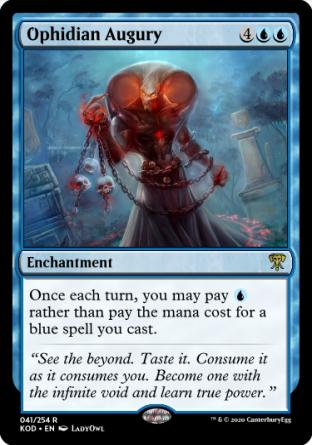 Ophidian Augury 4
Enchantment
Once each turn, you may pay
rather than pay the mana cost for a
blue spell you cast.
“See the beyond. Taste it. Consume it
as it consumes you. Become one with
the infinite void and learn true power.”
041/254 R
KOD • EN LADYOWL
™ & © 2020 CanterburyEgg